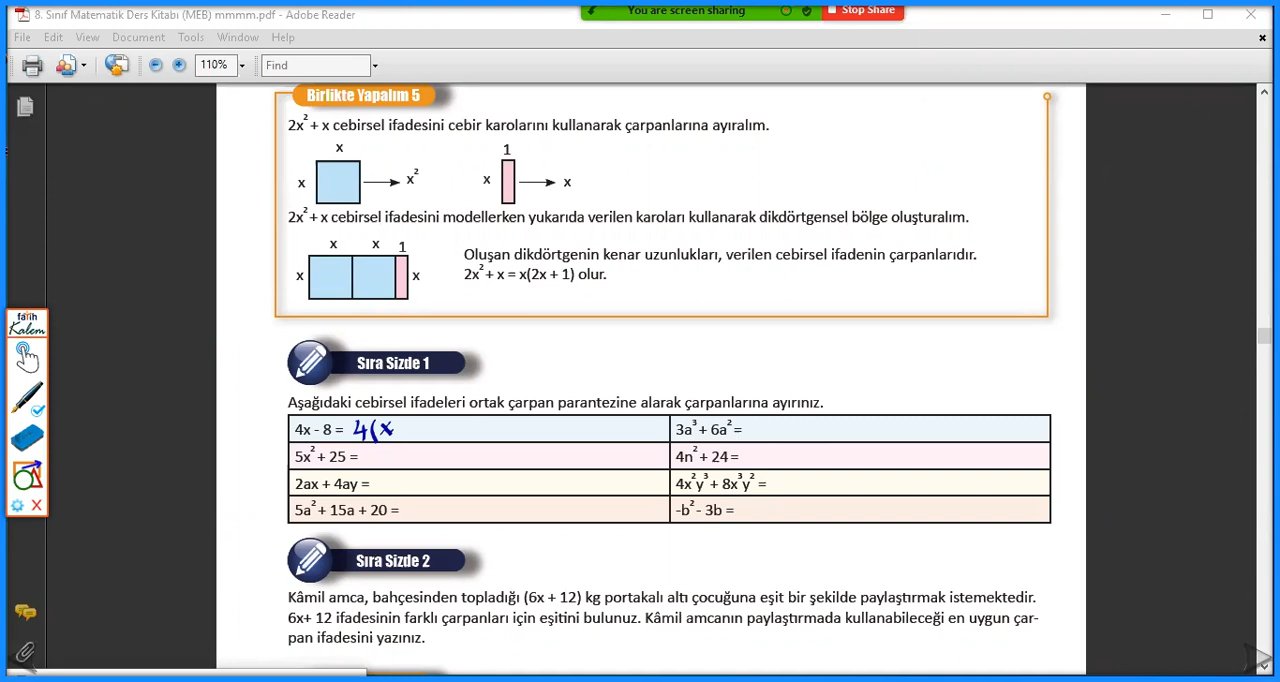 8. Sınıf Matematik Ders Kitabı (MEB) mmmm.pdf - Adobe Reader
You are screen sharing
Stop Share
File Edit View Document Tools Window Help
110%
Find
Birlikte Yapalım 5
2x² + x cebirsel ifadesini cebir karolarını kullanarak çarpanlarına ayıralım.
x 1
x x² x x
2x² + x cebirsel ifadesini modellerken yukarıda verilen karoları kullanarak dikdörtgensel bölge oluşturalım.
x x 1
x x
Oluşan dikdörtgenin kenar uzunlukları, verilen cebirsel ifadenin çarpanlarıdır.
2x² + x = x(2x + 1) olur.
fatih
Kalem
Sıra Sizde 1
Aşağıdaki cebirsel ifadeleri ortak çarpan parantezine alarak çarpanlarına ayırınız.
4x - 8 = 4(x
3a³ + 6a² =
5x² + 25 =
4n² + 24 =
2ax + 4ay =
4x²y³ + 8x³y² =
5a² + 15a + 20 =
-b² - 3b =
Sıra Sizde 2
Kâmil amca, bahçesinden topladığı (6x + 12) kg portakalı altı çocuğuna eşit bir şekilde paylaştırmak istemektedir.
6x+ 12 ifadesinin farklı çarpanları için eşitini bulunuz. Kâmil amcanın paylaştırmada kullanabileceği en uygun çar-
pan ifadesini yazınız.